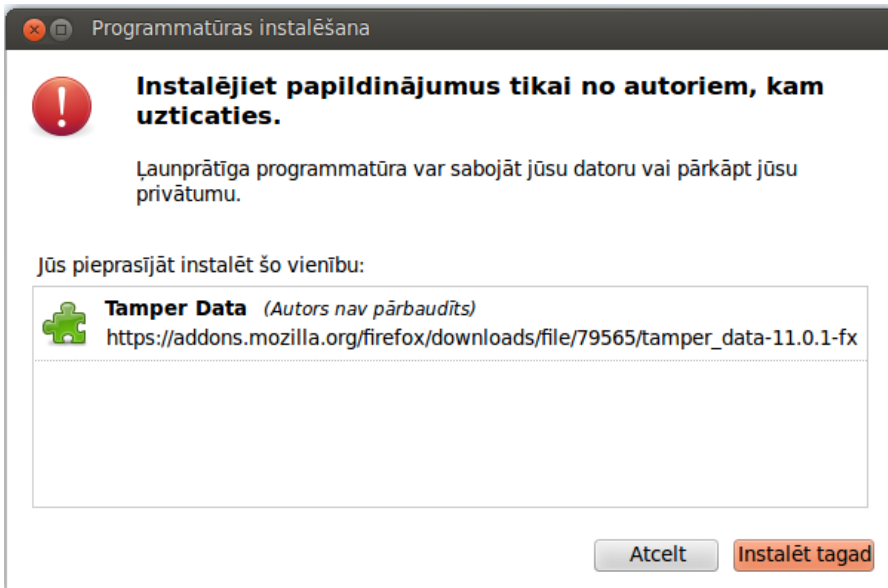 Programmatūras instalēšana
Instalējiet papildinājumus tikai no autoriem, kam
uzticaties.
Ļaunprātīga programmatūra var sabojāt jūsu datoru vai pārkāpt jūsu
privātumu.
Jūs pieprasījāt instalēt šo vienību:
Tamper Data (Autors nav pārbaudīts)
https://addons.mozilla.org/firefox/downloads/file/79565/tamper_data-11.0.1-fx
Atcelt Instalēt tagad